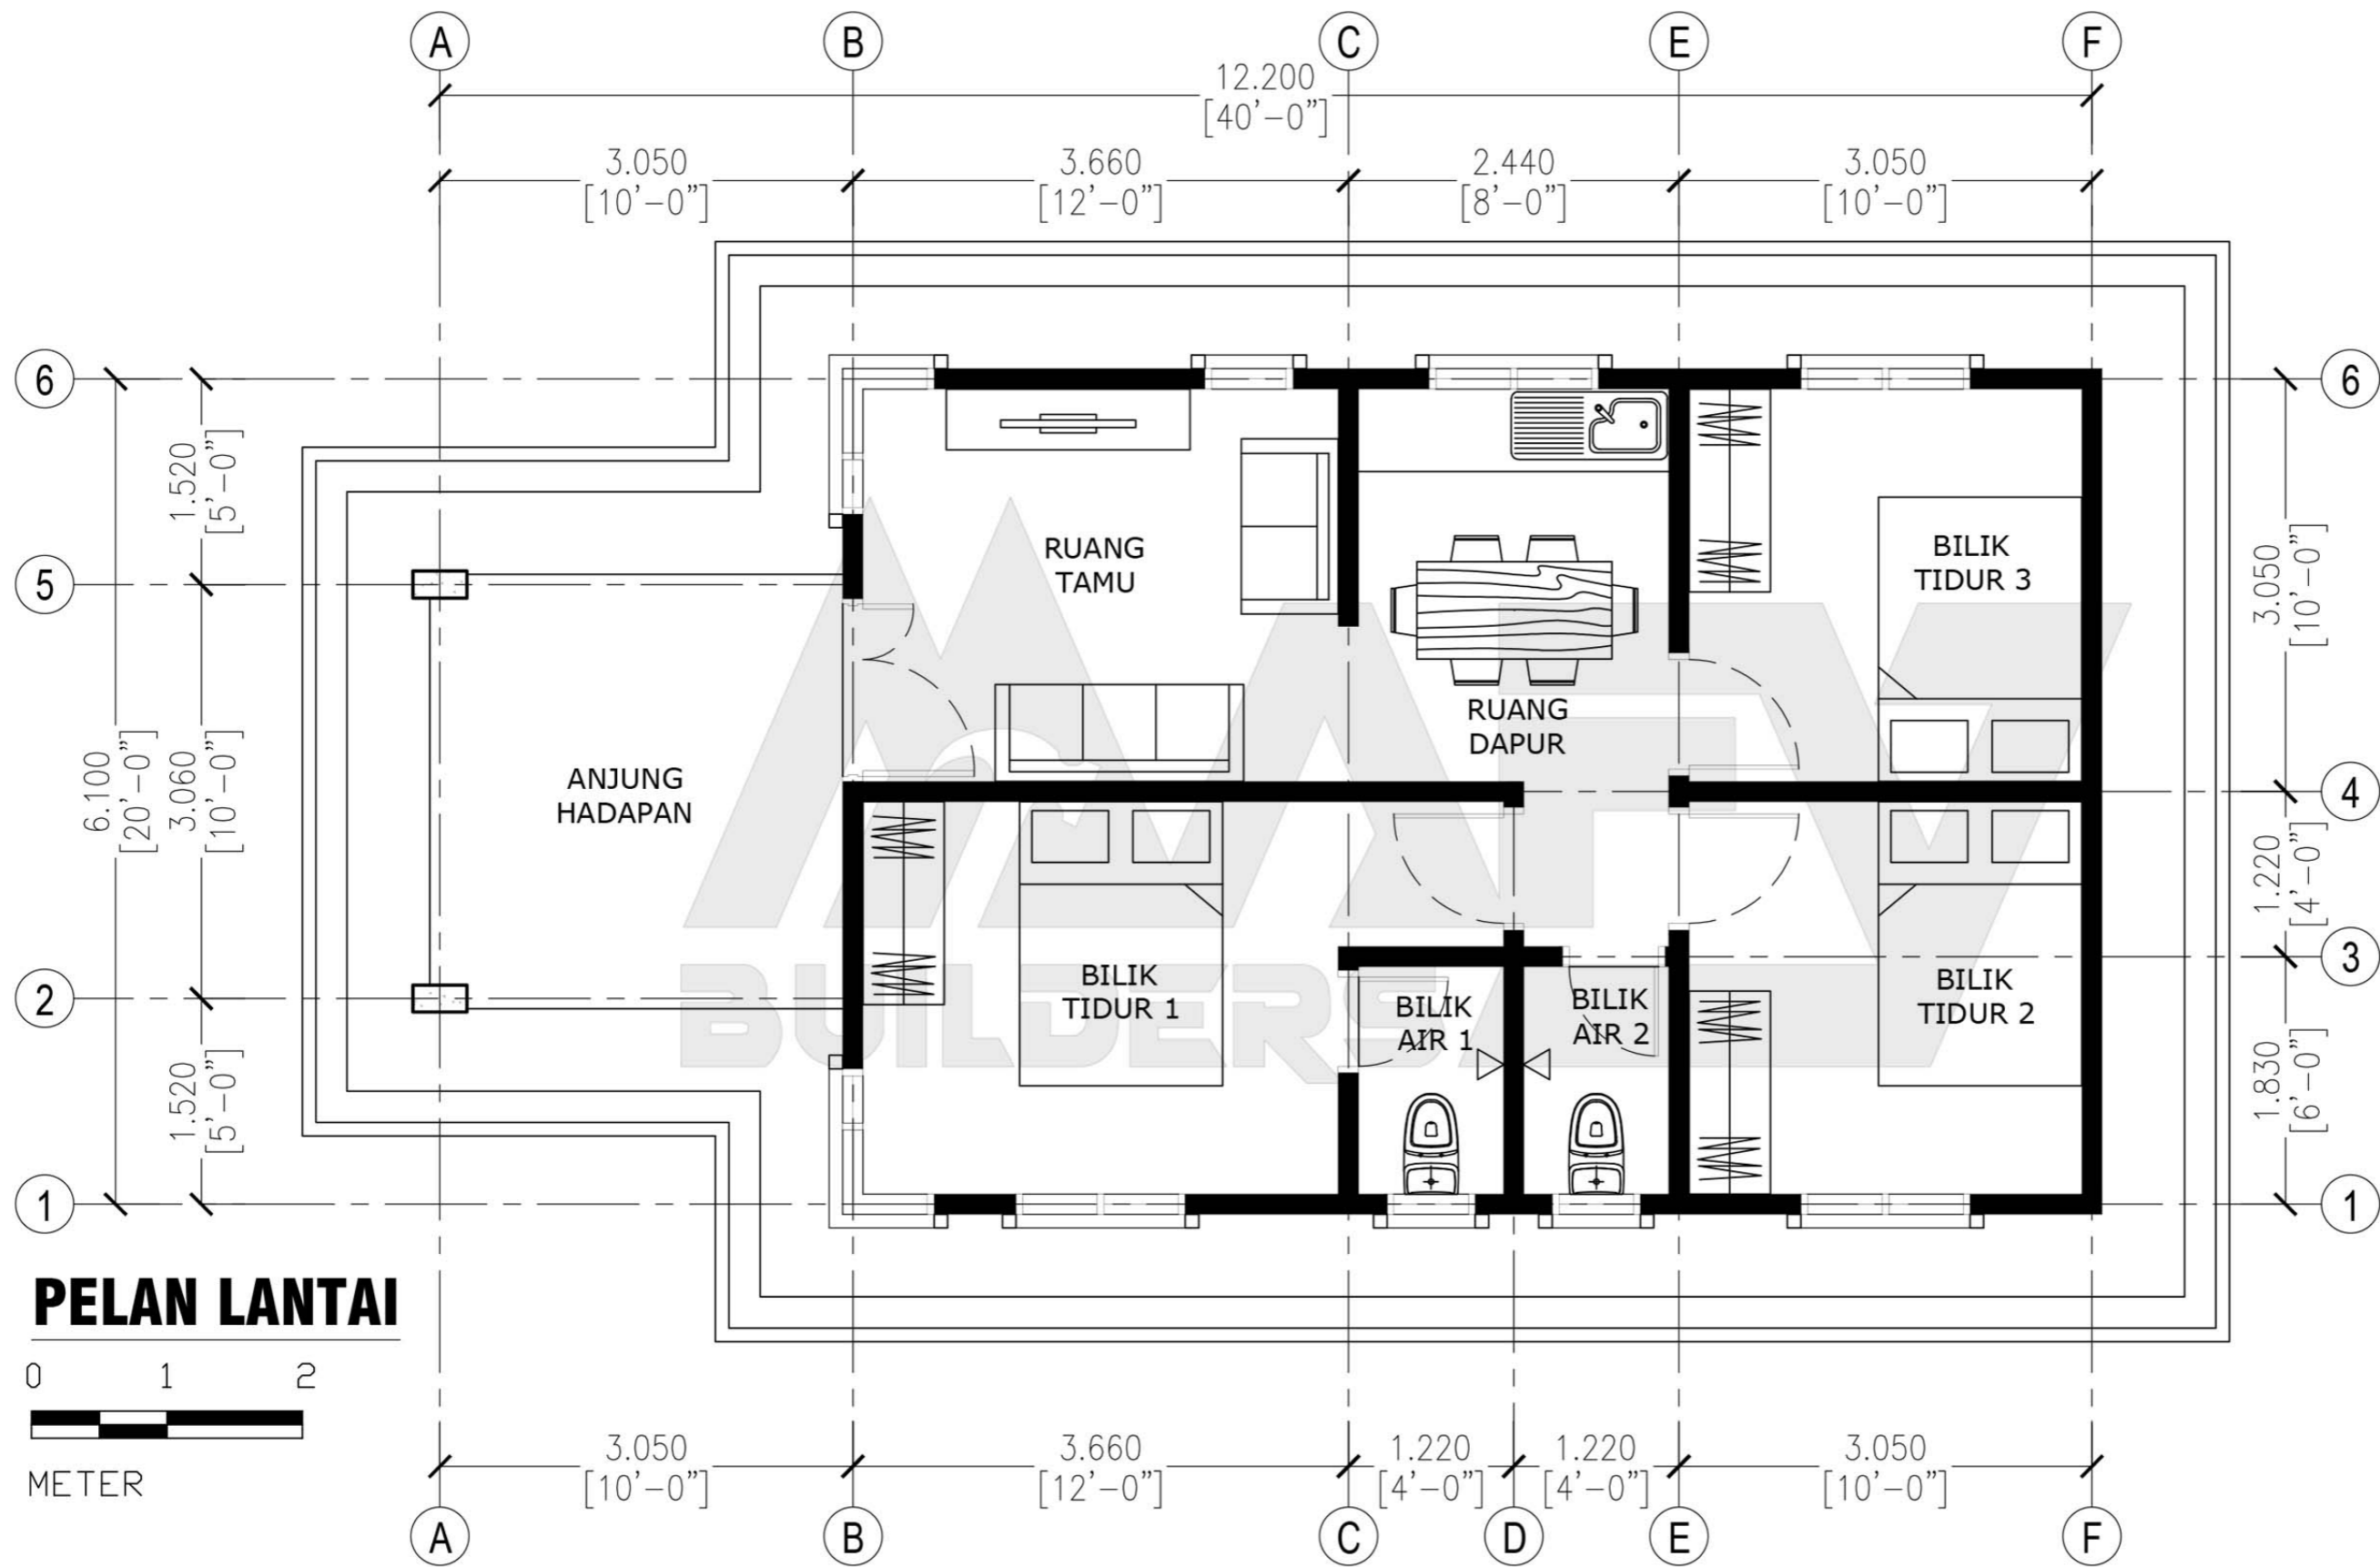 A B C E F
12.200
[40'-0"]
3.050 3.660 2.440 3.050
[10'-0"] [12'-0"] [8'-0"] [10'-0"]
6 6
1.520
[5'-0"]
5
RUANG
TAMU
BILIK
TIDUR 3
3.050
[10'-0"]
RUANG
DAPUR
6.100
[20'-0"]
3.060
[10'-0"]
ANJUNG
HADAPAN
4
1.220
[4'-0"]
3
2
BILIK
TIDUR 1
BILIK
AIR 1
BILIK
AIR 2
BILIK
TIDUR 2
BUILDERS
1.520
[5'-0"]
1.830
[6'-0"]
1 1
PELAN LANTAI
0 1 2
METER
3.050 3.660 1.220 1.220 3.050
[10'-0"] [12'-0"] [4'-0"] [4'-0"] [10'-0"]
A B C D E F